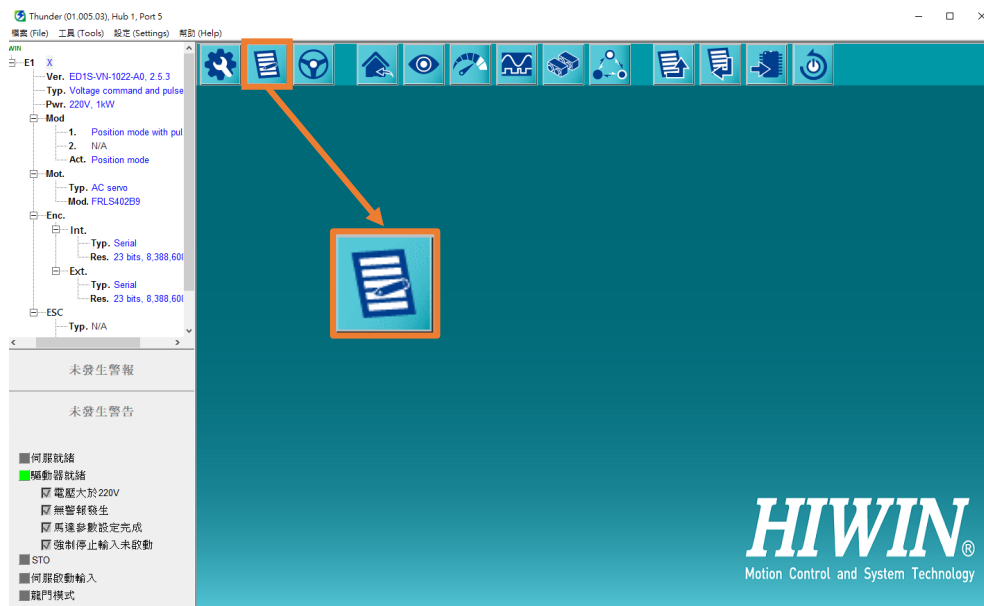 Thunder (01.005.03), Hub 1, Port 5
檔案 (File) 工具 (Tools) 設定 (Settings) 幫助 (Help)
WIN
E1 X
Ver. ED1S-VN-1022-A0, 2.5.3
Typ. Voltage command and pulse
Pwr. 220V, 1kW
Mod
1. Position mode with pul
2. N/A
Act. Position mode
Mot.
Typ. AC servo
Mod. FRLS402B9
Enc.
Int.
Typ. Serial
Res. 23 bits, 8,388,60
Ext.
Typ. Serial
Res. 23 bits, 8,388,60
ESC
Typ. N/A
未發生警報
未發生警告
伺服就緒
驅動器就緒
電壓大於220V
無警報發生
馬達參數設定完成
強制停止輸入未啟動
STO
伺服啟動輸入
龍門模式
HIWIN®
Motion Control and System Technology